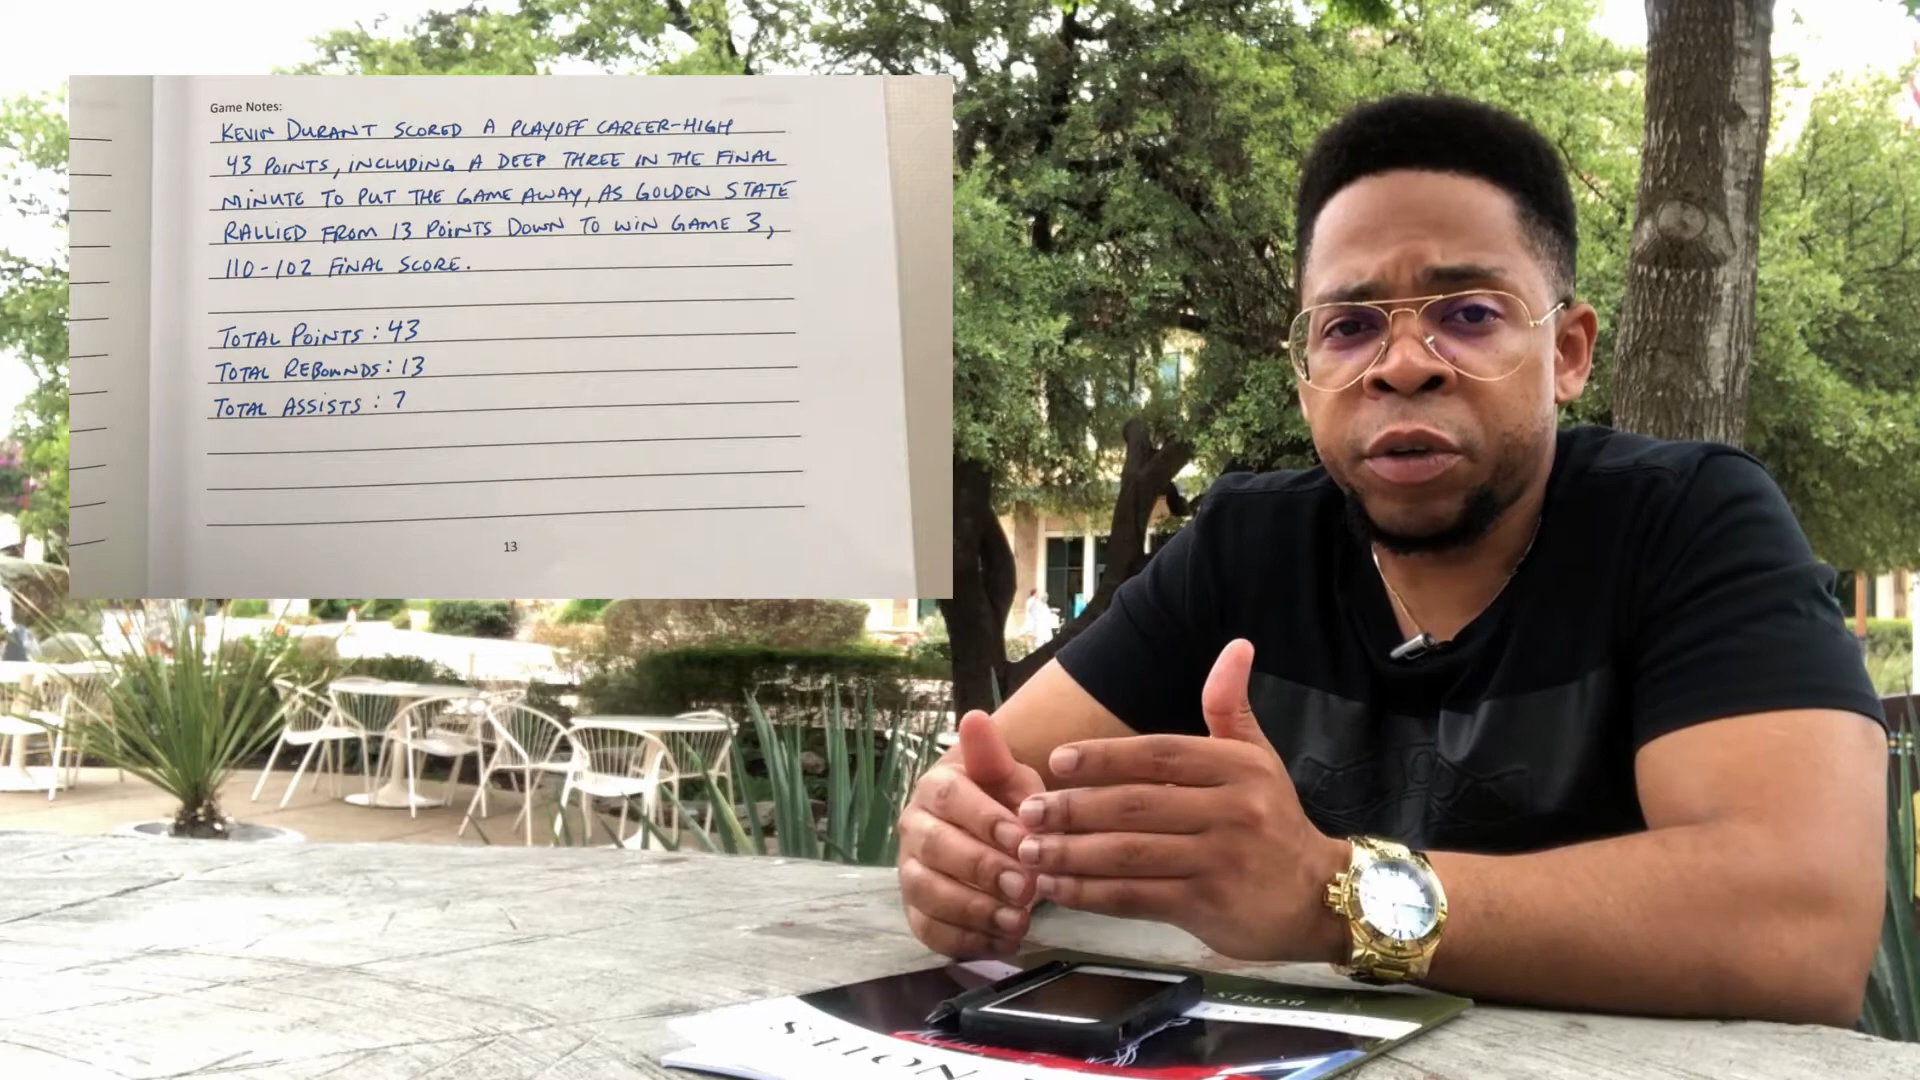 Game Notes:
KEVIN DURANT SCORED A PLAYOFF CAREER-HIGH
43 POINTS, INCLUDING A DEEP THREE IN THE FINAL
MINUTE TO PUT THE GAME AWAY, AS GOLDEN STATE
RALLIED FROM 13 POINTS DOWN TO WIN GAME 3,
110-102 FINAL SCORE.
TOTAL POINTS: 43
TOTAL REBOUNDS: 13
TOTAL ASSISTS: 7
13